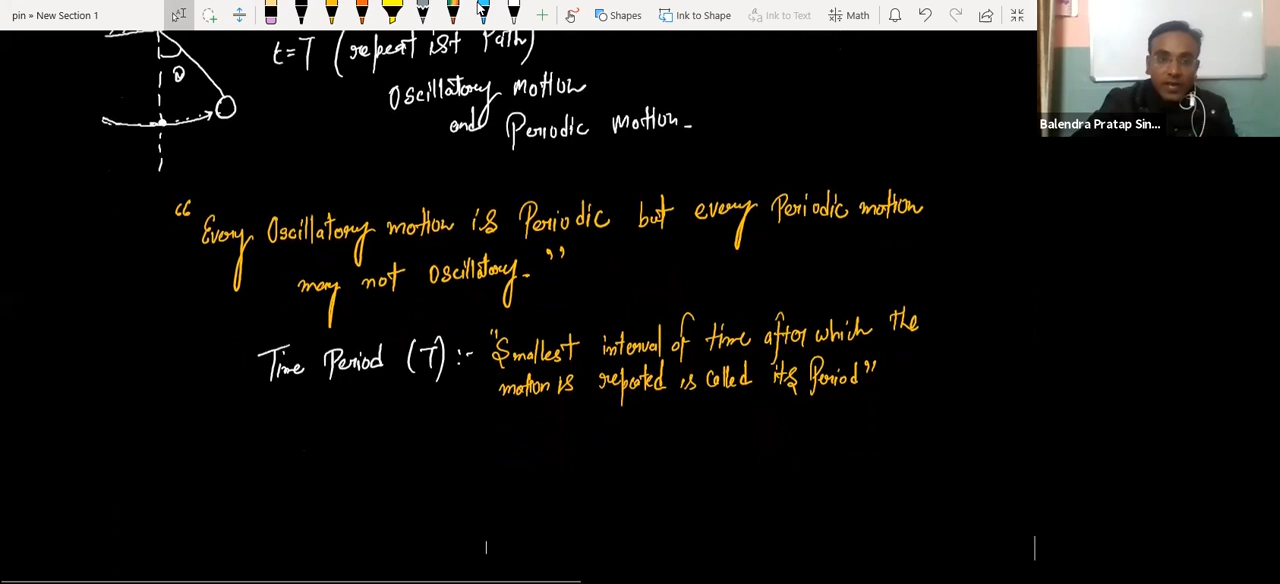 pin » New Section 1
Shapes
Ink to Shape
Ink to Text
Math
Balendra Pratap Sin...
t=T (repeat ist Path)
Oscillatory motion
and Periodic motion-
"Every Oscillatory motion is Periodic but every Periodic motion
may not Oscillatory."
Time Period (T) :- "Smallest interval of time after which the
motion is repeated is called its Period"